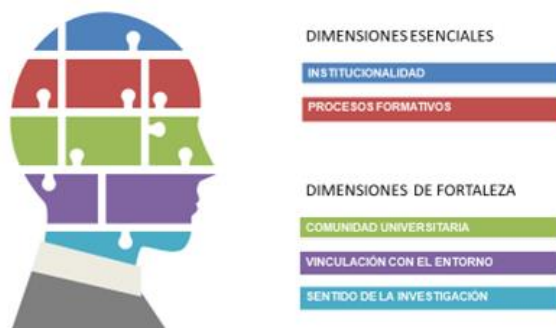 DIMENSIONES ESENCIALES
INSTITUCIONALIDAD
PROCESOS FORMATIVOS
DIMENSIONES DE FORTALEZA
COMUNIDAD UNIVERSITARIA
VINCULACIÓN CON EL ENTORNO
SENTIDO DE LA INVESTIGACIÓN